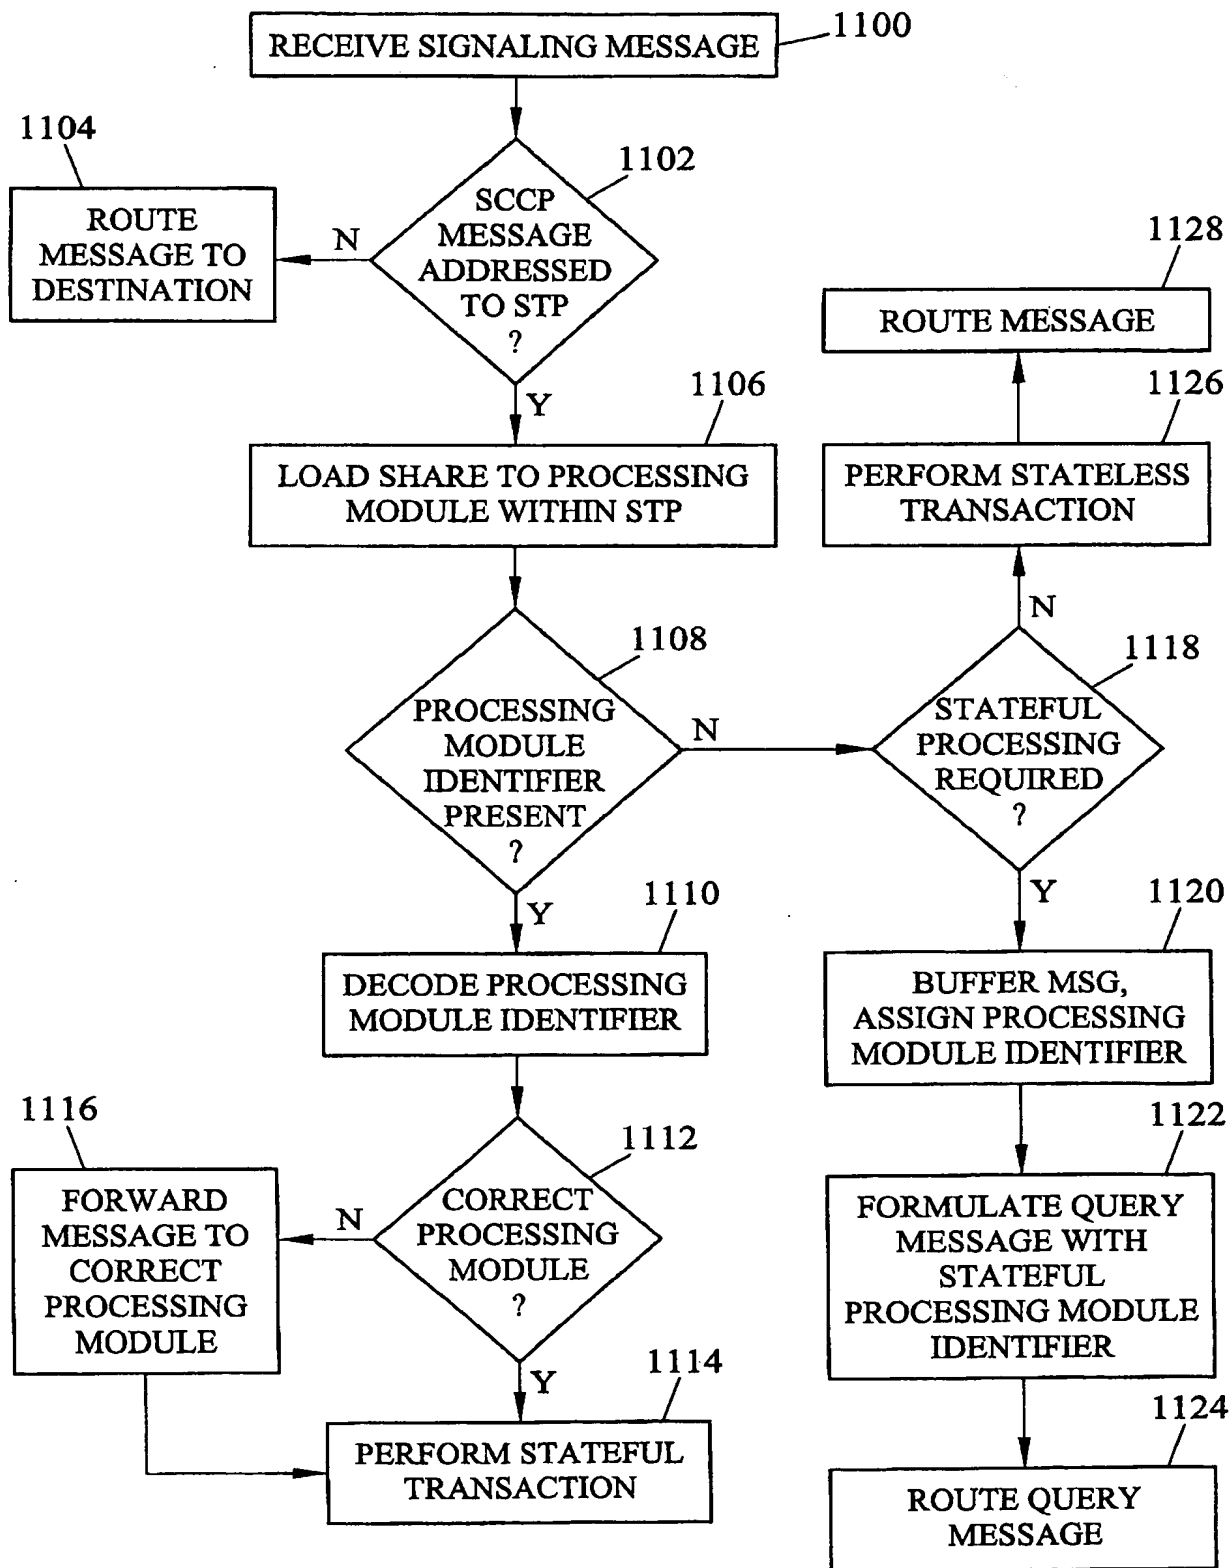 1100
RECEIVE SIGNALING MESSAGE
1104
1102
ROUTE
MESSAGE TO
DESTINATION
N
SCCP
MESSAGE
ADDRESSED
TO STP
?
Y
1128
ROUTE MESSAGE
1106
LOAD SHARE TO PROCESSING
MODULE WITHIN STP
1126
PERFORM STATELESS
TRANSACTION
N
1108
PROCESSING
MODULE
IDENTIFIER
PRESENT
?
N
1118
STATEFUL
PROCESSING
REQUIRED
?
Y
Y
1110
DECODE PROCESSING
MODULE IDENTIFIER
1120
BUFFER MSG,
ASSIGN PROCESSING
MODULE IDENTIFIER
1116
FORWARD
MESSAGE TO
CORRECT
PROCESSING
MODULE
N
1112
CORRECT
PROCESSING
MODULE
?
Y
1122
FORMULATE QUERY
MESSAGE WITH
STATEFUL
PROCESSING MODULE
IDENTIFIER
1114
PERFORM STATEFUL
TRANSACTION
1124
ROUTE QUERY
MESSAGE